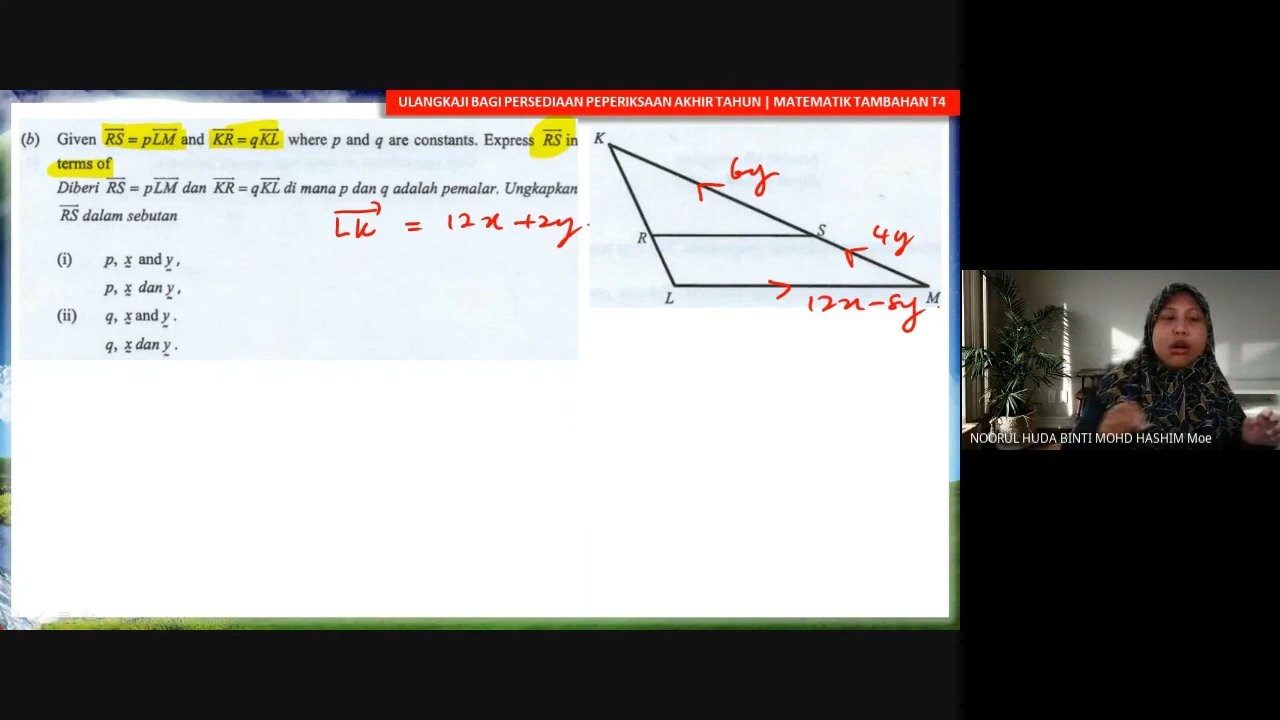 ULANGKAJI BAGI PERSEDIAAN PEPERIKSAAN AKHIR TAHUN | MATEMATIK TAMBAHAN T4
(b) Given RS = pLM and KR = qKL where p and q are constants. Express RS in
terms of
Diberi RS = pLM dan KR = qKL di mana p dan q adalah pemalar. Ungkapkan
RS dalam sebutan
LK = 12x + 2y.
(i) p, x and y,
p, x dan y,
(ii) q, x and y.
q, x dan y.
K
6y
S
4y
R
L
12x - 8y
M
NOORUL HUDA BINTI MOHD HASHIM Moe